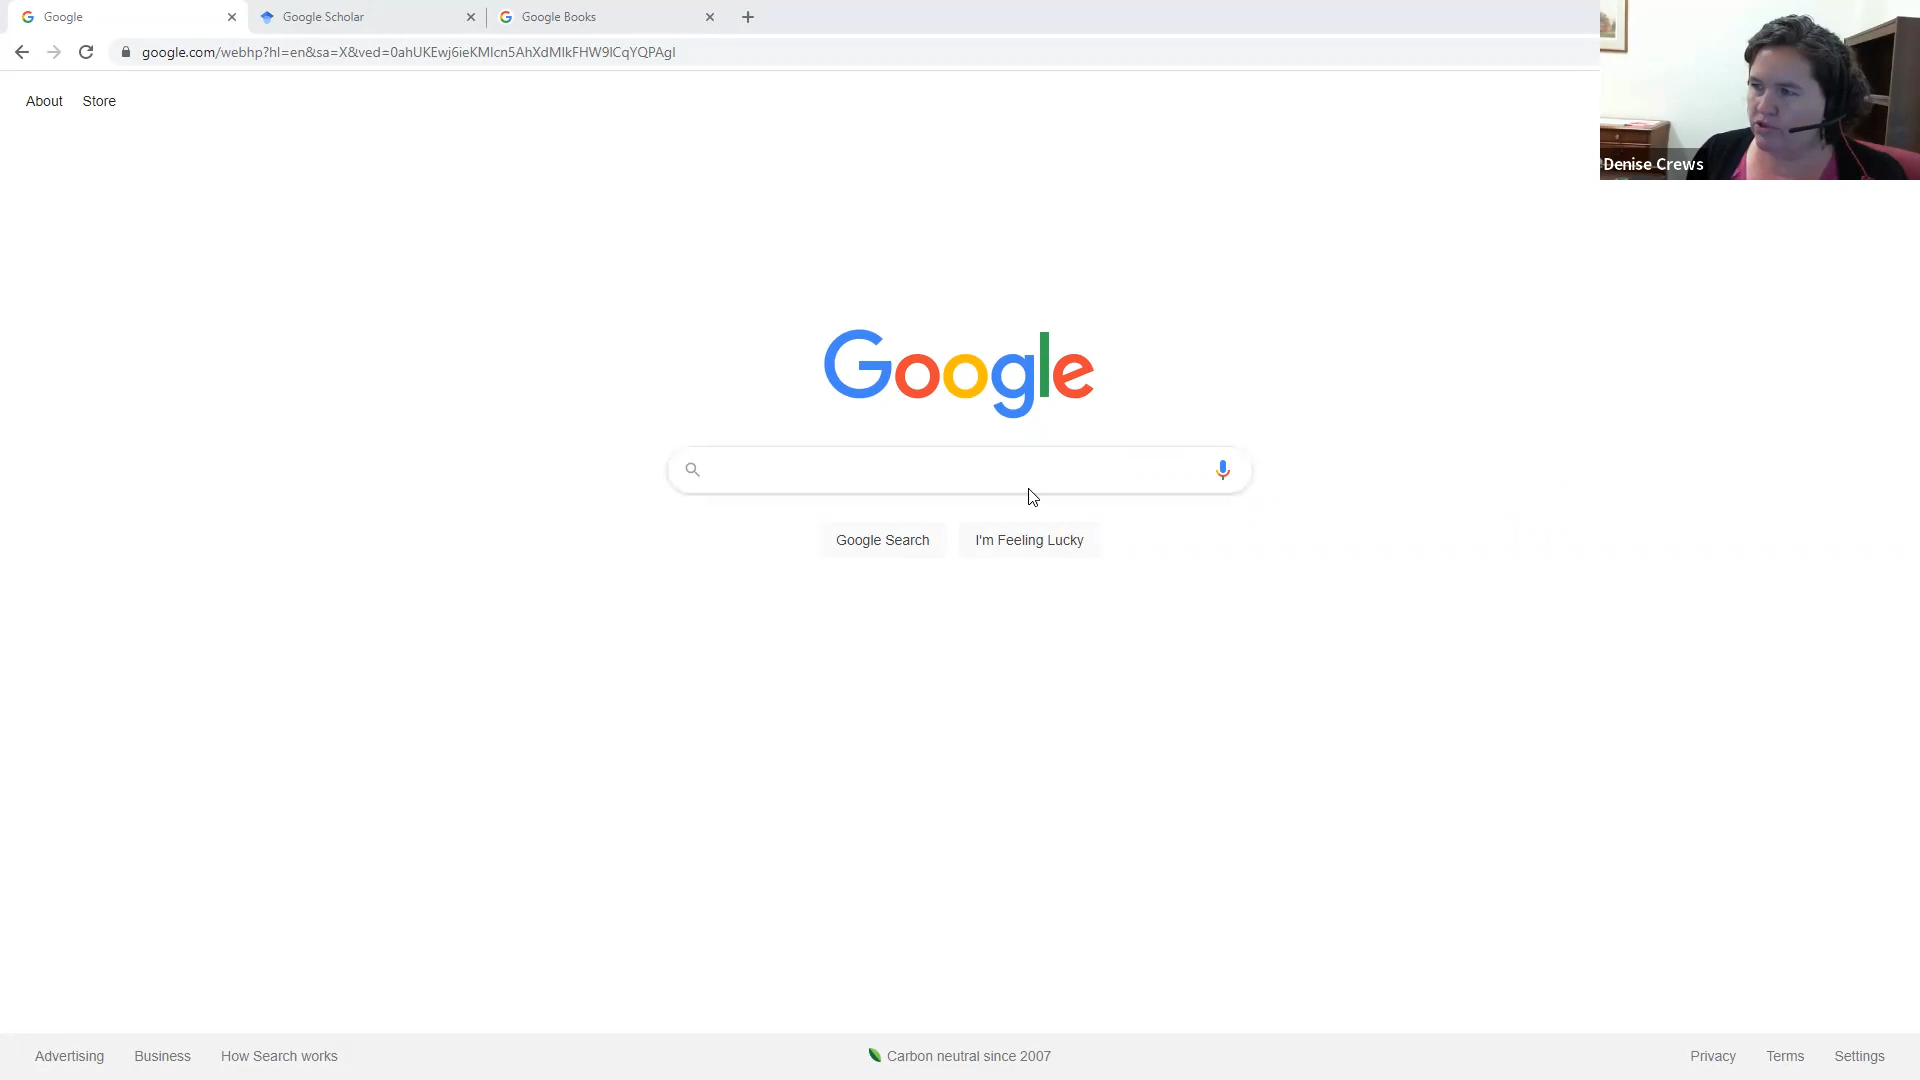 Google
Google Scholar
Google Books
google.com/webhp?hl=en&sa=X&ved=0ahUKEwj6ieKMlcn5AhXdMIkFHW9lCqYQPAgI
About Store
Denise Crews
Google
Google Search
I'm Feeling Lucky
Advertising Business How Search works
Carbon neutral since 2007
Privacy Terms Settings